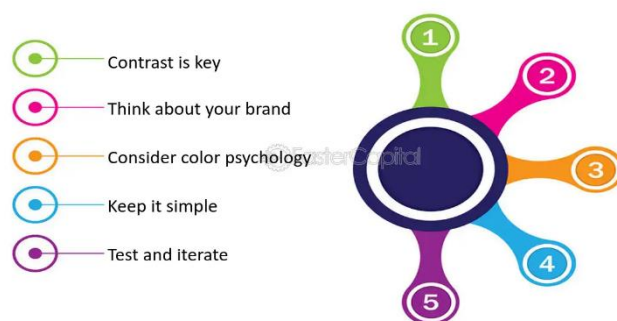 Contrast is key
Think about your brand
Consider color psychology
Keep it simple
Test and iterate
FasterCapital
1
2
3
4
5